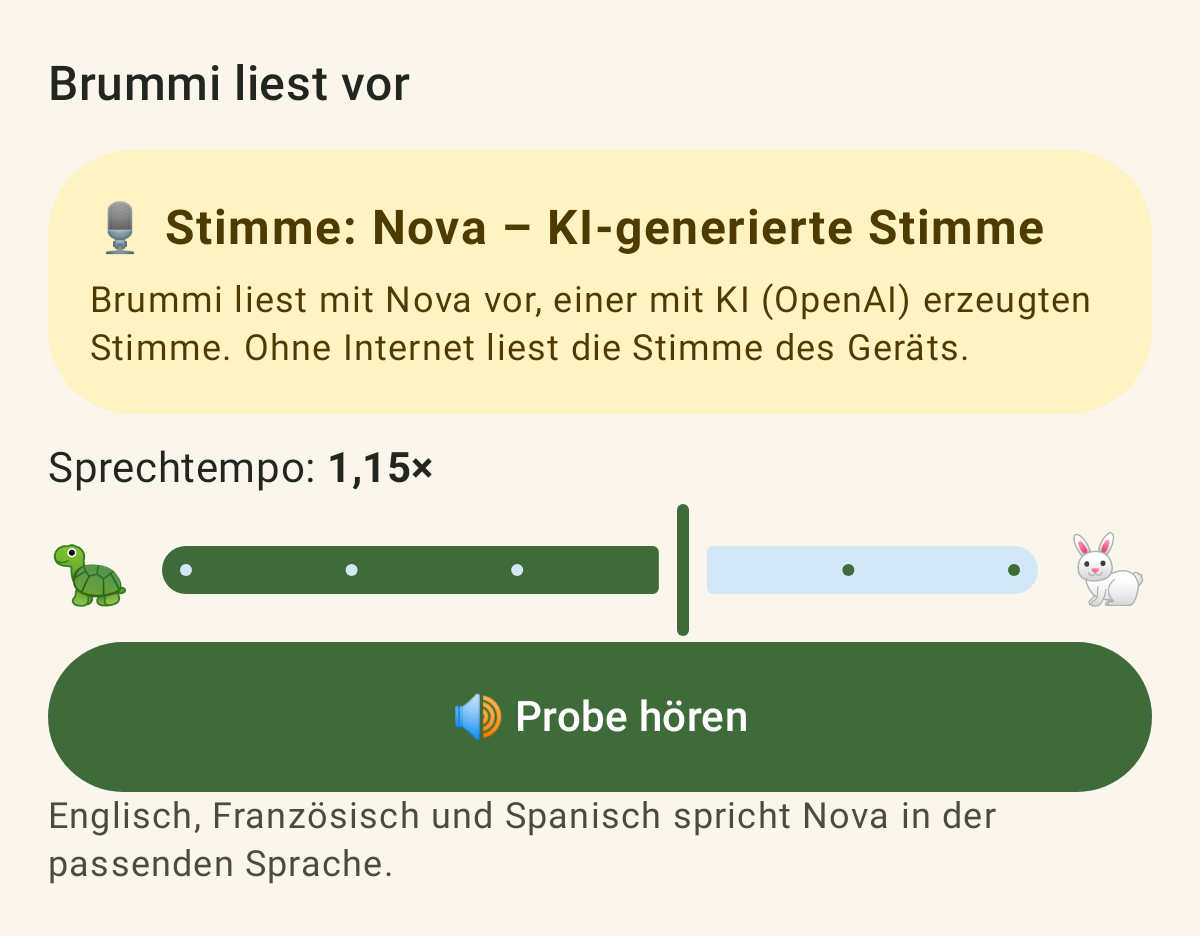 Brummi liest vor
Stimme: Nova – KI-generierte Stimme
Brummi liest mit Nova vor, einer mit KI (OpenAI) erzeugten
Stimme. Ohne Internet liest die Stimme des Geräts.
Sprechtempo: 1,15×
Probe hören
Englisch, Französisch und Spanisch spricht Nova in der
passenden Sprache.